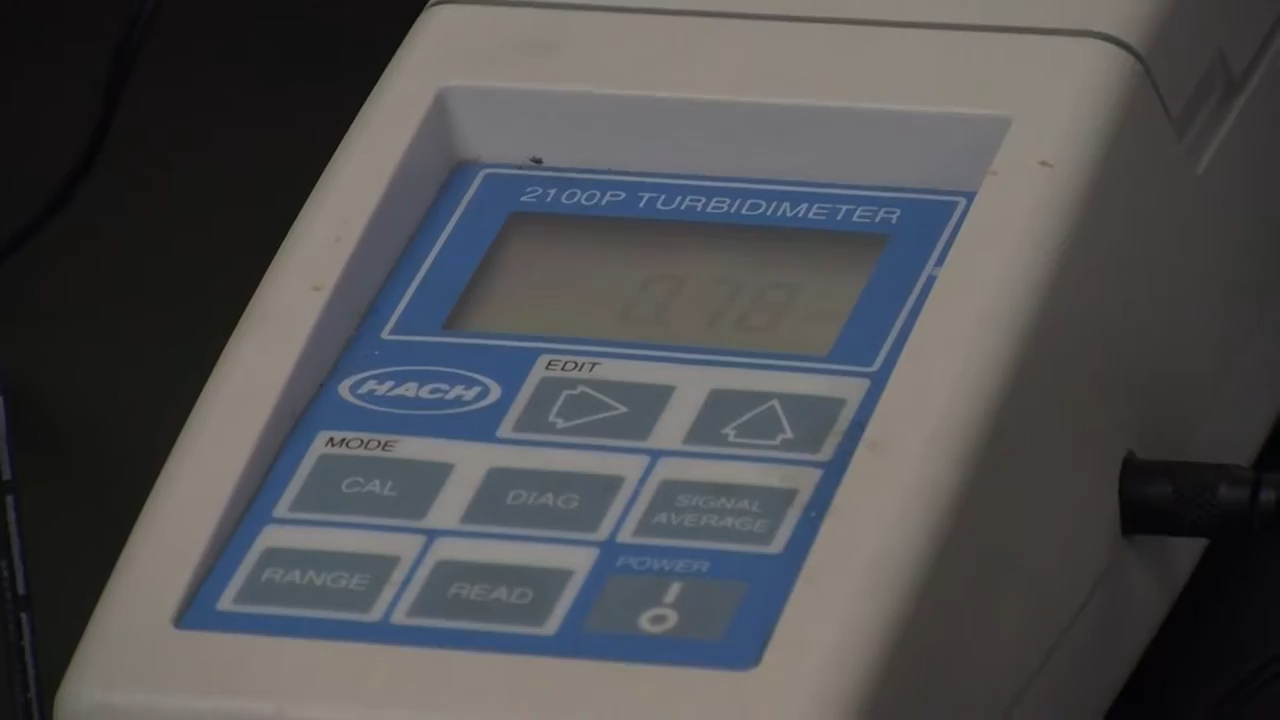 2100P TURBIDIMETER
0.78
HACH
EDIT
MODE
CAL
DIAG
SIGNAL
AVERAGE
RANGE
READ
POWER